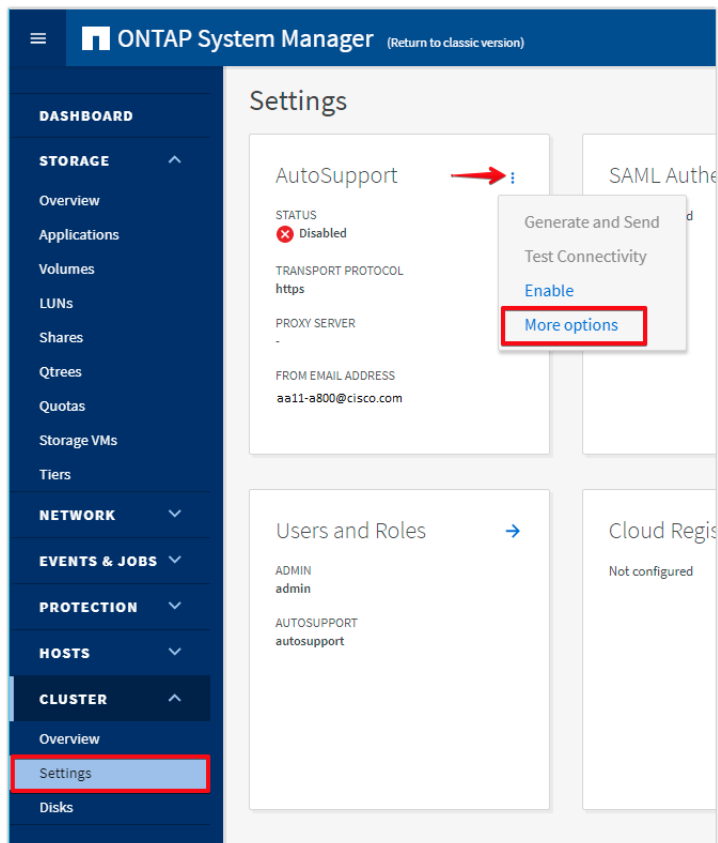 ONTAP System Manager (Return to classic version)
DASHBOARD
STORAGE
Overview
Applications
Volumes
LUNs
Shares
Qtrees
Quotas
Storage VMs
Tiers
NETWORK
EVENTS & JOBS
PROTECTION
HOSTS
CLUSTER
Overview
Settings
Disks
Settings
AutoSupport
STATUS
Disabled
TRANSPORT PROTOCOL
https
PROXY SERVER
-
FROM EMAIL ADDRESS
aa11-a800@cisco.com
Generate and Send
Test Connectivity
Enable
More options
SAML Authe
d
Users and Roles
ADMIN
admin
AUTOSUPPORT
autosupport
Cloud Regis
Not configured